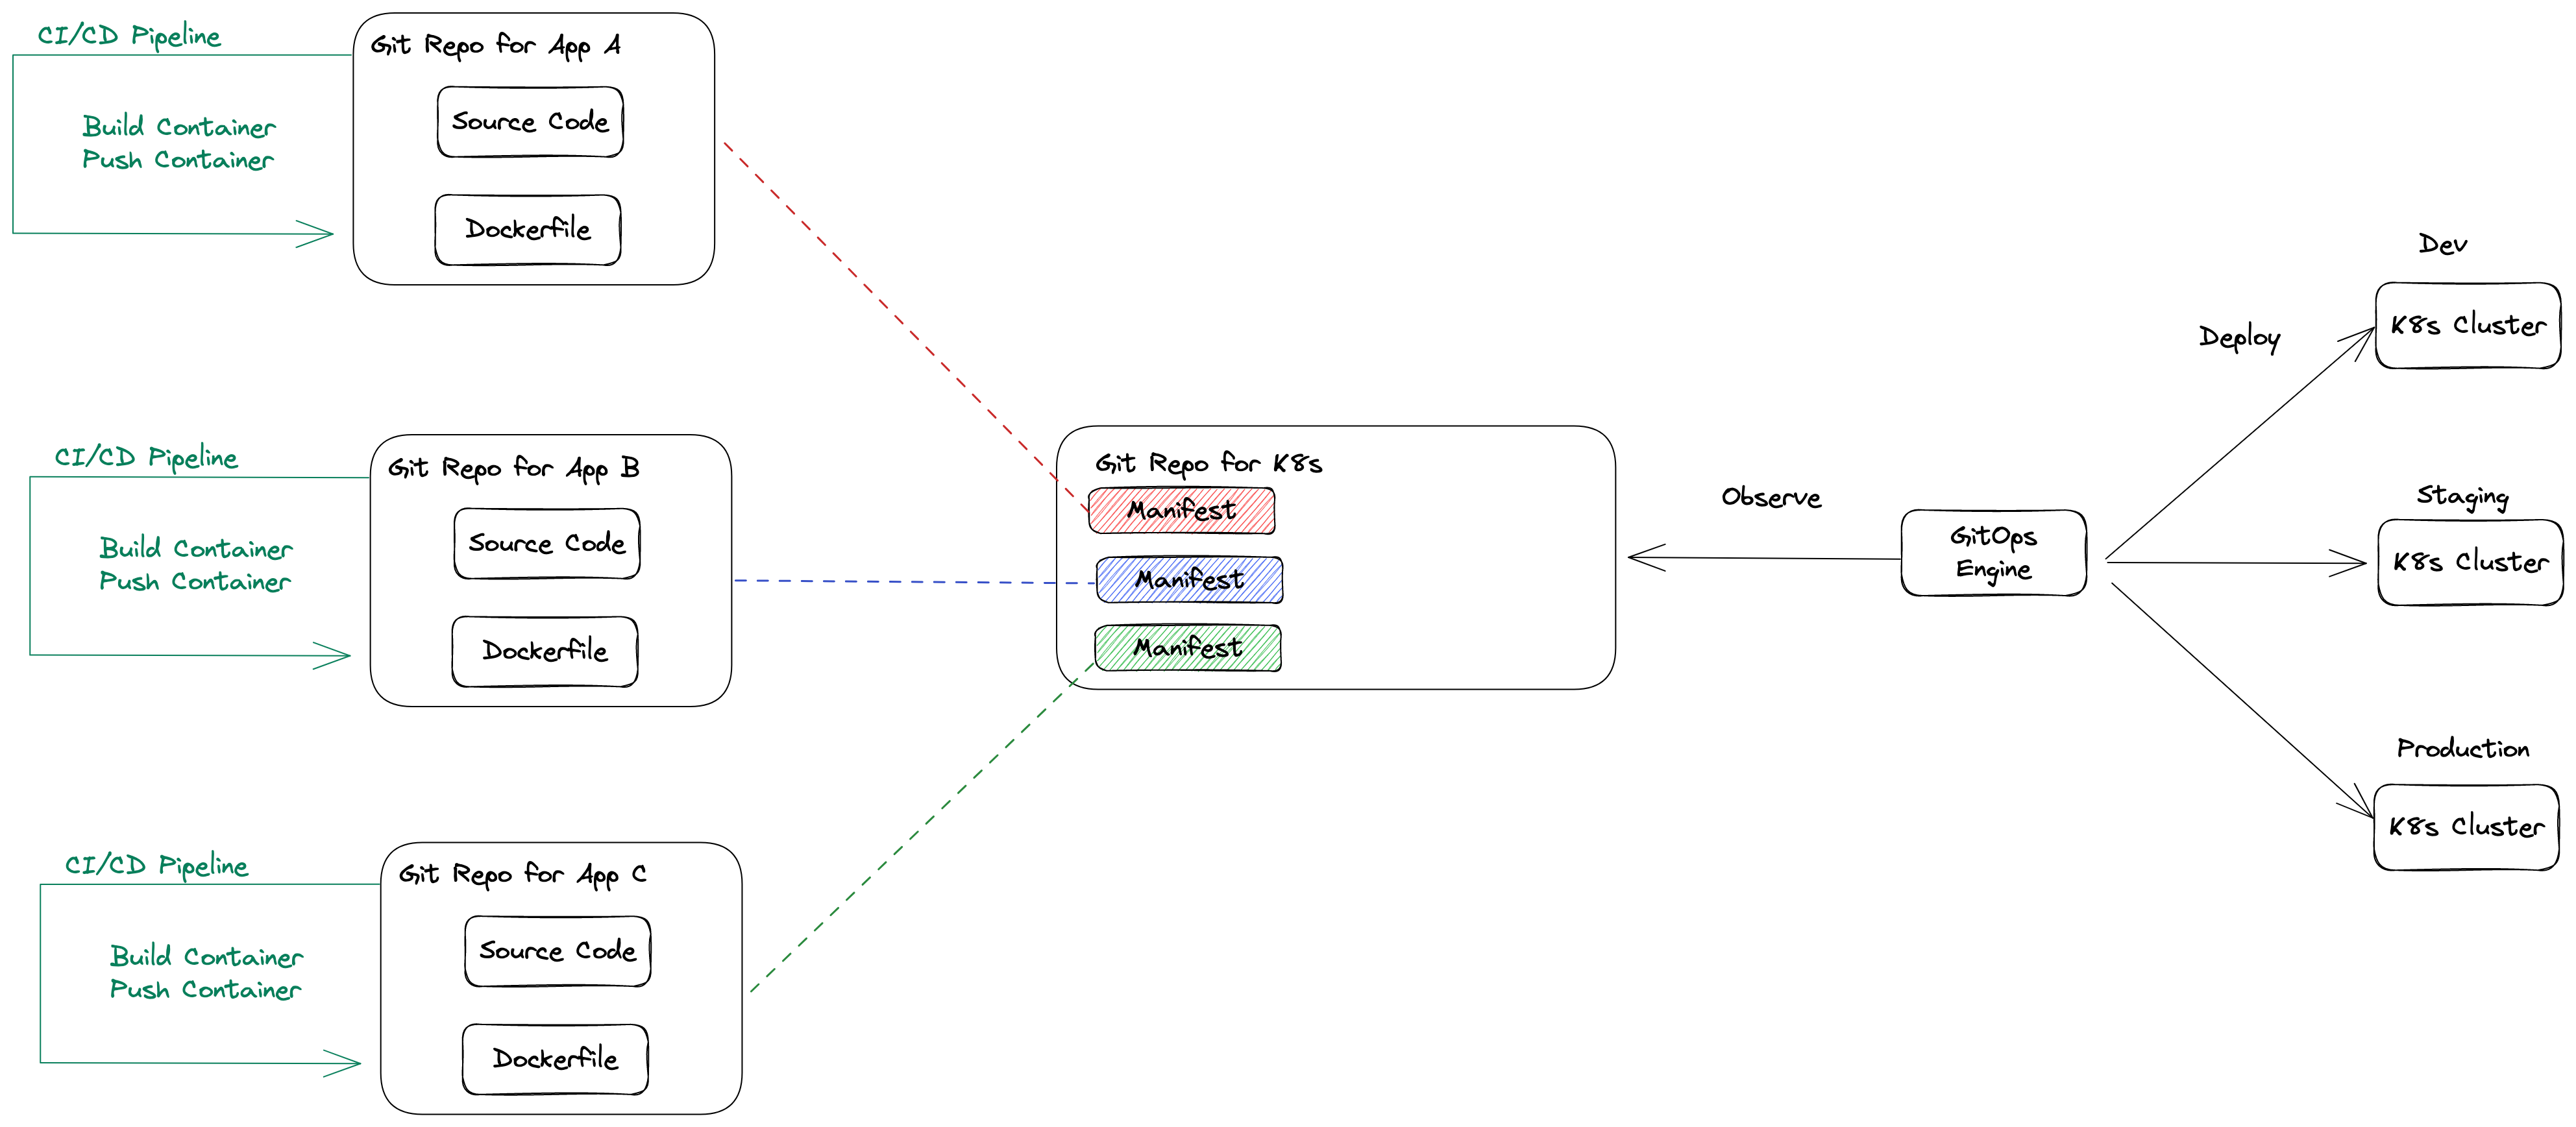 CI/CD Pipeline
Git Repo for App A
Build Container
Push Container
Source Code
Dockerfile
CI/CD Pipeline
Git Repo for App B
Build Container
Push Container
Source Code
Dockerfile
CI/CD Pipeline
Git Repo for App C
Build Container
Push Container
Source Code
Dockerfile
Git Repo for K8s
Manifest
Manifest
Manifest
Observe
GitOps
Engine
Deploy
Dev
K8s Cluster
Staging
K8s Cluster
Production
K8s Cluster